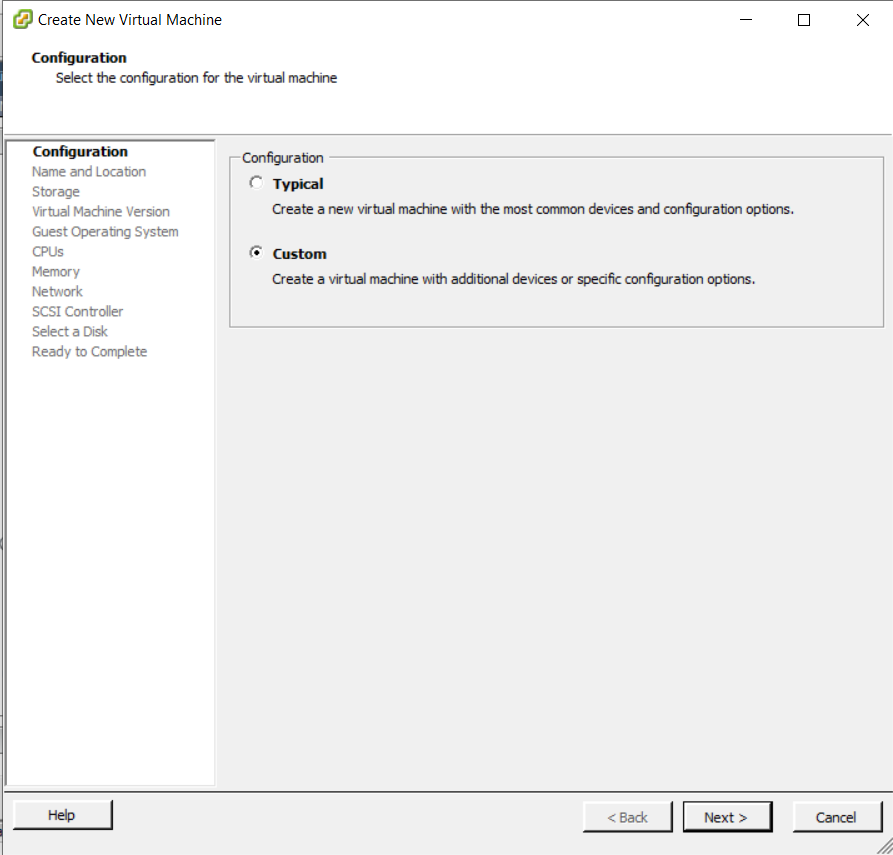 Create New Virtual Machine
Configuration
Select the configuration for the virtual machine
Configuration
Name and Location
Storage
Virtual Machine Version
Guest Operating System
CPUs
Memory
Network
SCSI Controller
Select a Disk
Ready to Complete
Configuration
Typical
Create a new virtual machine with the most common devices and configuration options.
Custom
Create a virtual machine with additional devices or specific configuration options.
Help
< Back
Next >
Cancel